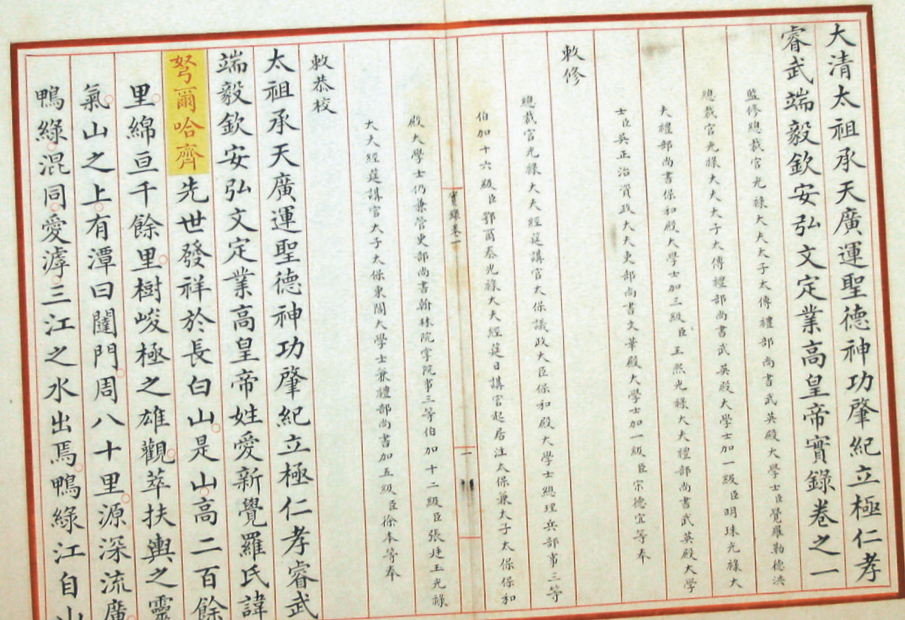 大清太祖承天廣運聖德神功肇紀立極仁孝
睿武端毅欽安弘文定業高皇帝實錄卷之一
監修總裁官光祿大夫太子太傅禮部尚書武英殿大學士臣覺羅勒德洪
總裁官光祿大夫太子太傅禮部尚書武英殿大學士加一級臣明珠光祿大
夫禮部尚書保和殿大學士加三級臣王熙光祿大夫禮部尚書武英殿大學
士臣吳正治資政大夫吏部尚書文華殿大學士加一級臣宋德宜等奉
敕修
總裁官光祿大夫經筵講官太保議政大臣保和殿大學士總理兵部事三等
伯加十六級臣鄂爾泰光祿大夫經筵日講官起居注太保兼太子太保保和
實錄卷一
一
殿大學士仍兼管吏部尚書翰林院掌院事三等伯加十二級臣張廷玉光祿
大夫經筵講官太子太保東閣大學士兼禮部尚書加五級臣徐本等奉
敕恭校
太祖承天廣運聖德神功肇紀立極仁孝睿武
端毅欽安弘文定業高皇帝姓愛新覺羅氏諱
弩爾哈齊先世發祥於長白山是山高二百餘
里綿亘千餘里樹峻極之雄觀萃扶輿之靈
氣山之上有潭曰闥門周八十里源深流廣
鴨綠混同愛滹三江之水出焉鴨綠江自山